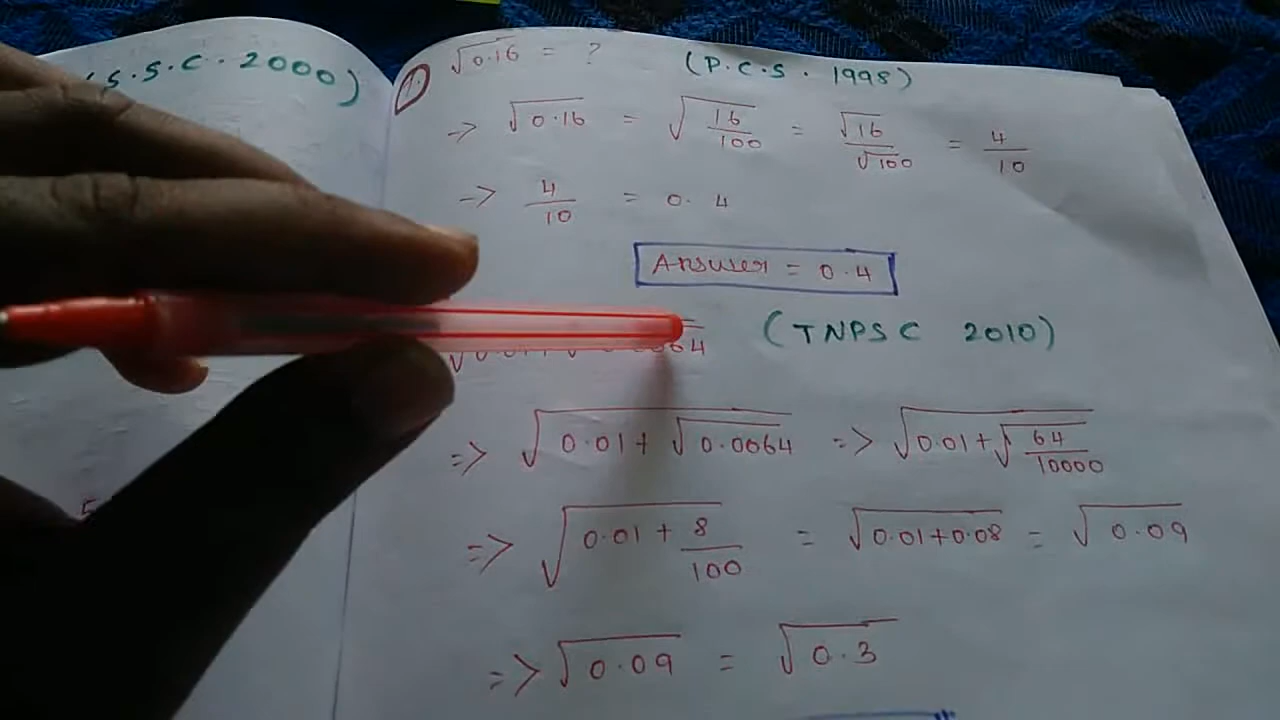 (S.S.C. 2000)
① √0.16 = ? (P.C.S. 1998)
=> √0.16 = √(16/100) = √16/√100 = 4/10
=> 4/10 = 0.4
Answer = 0.4
(TNPSC 2010)
=> √(0.01+√0.0064) => √(0.01+√(64/10000))
=> √(0.01+8/100) = √(0.01+0.08) = √0.09
=> √0.09 = √0.3